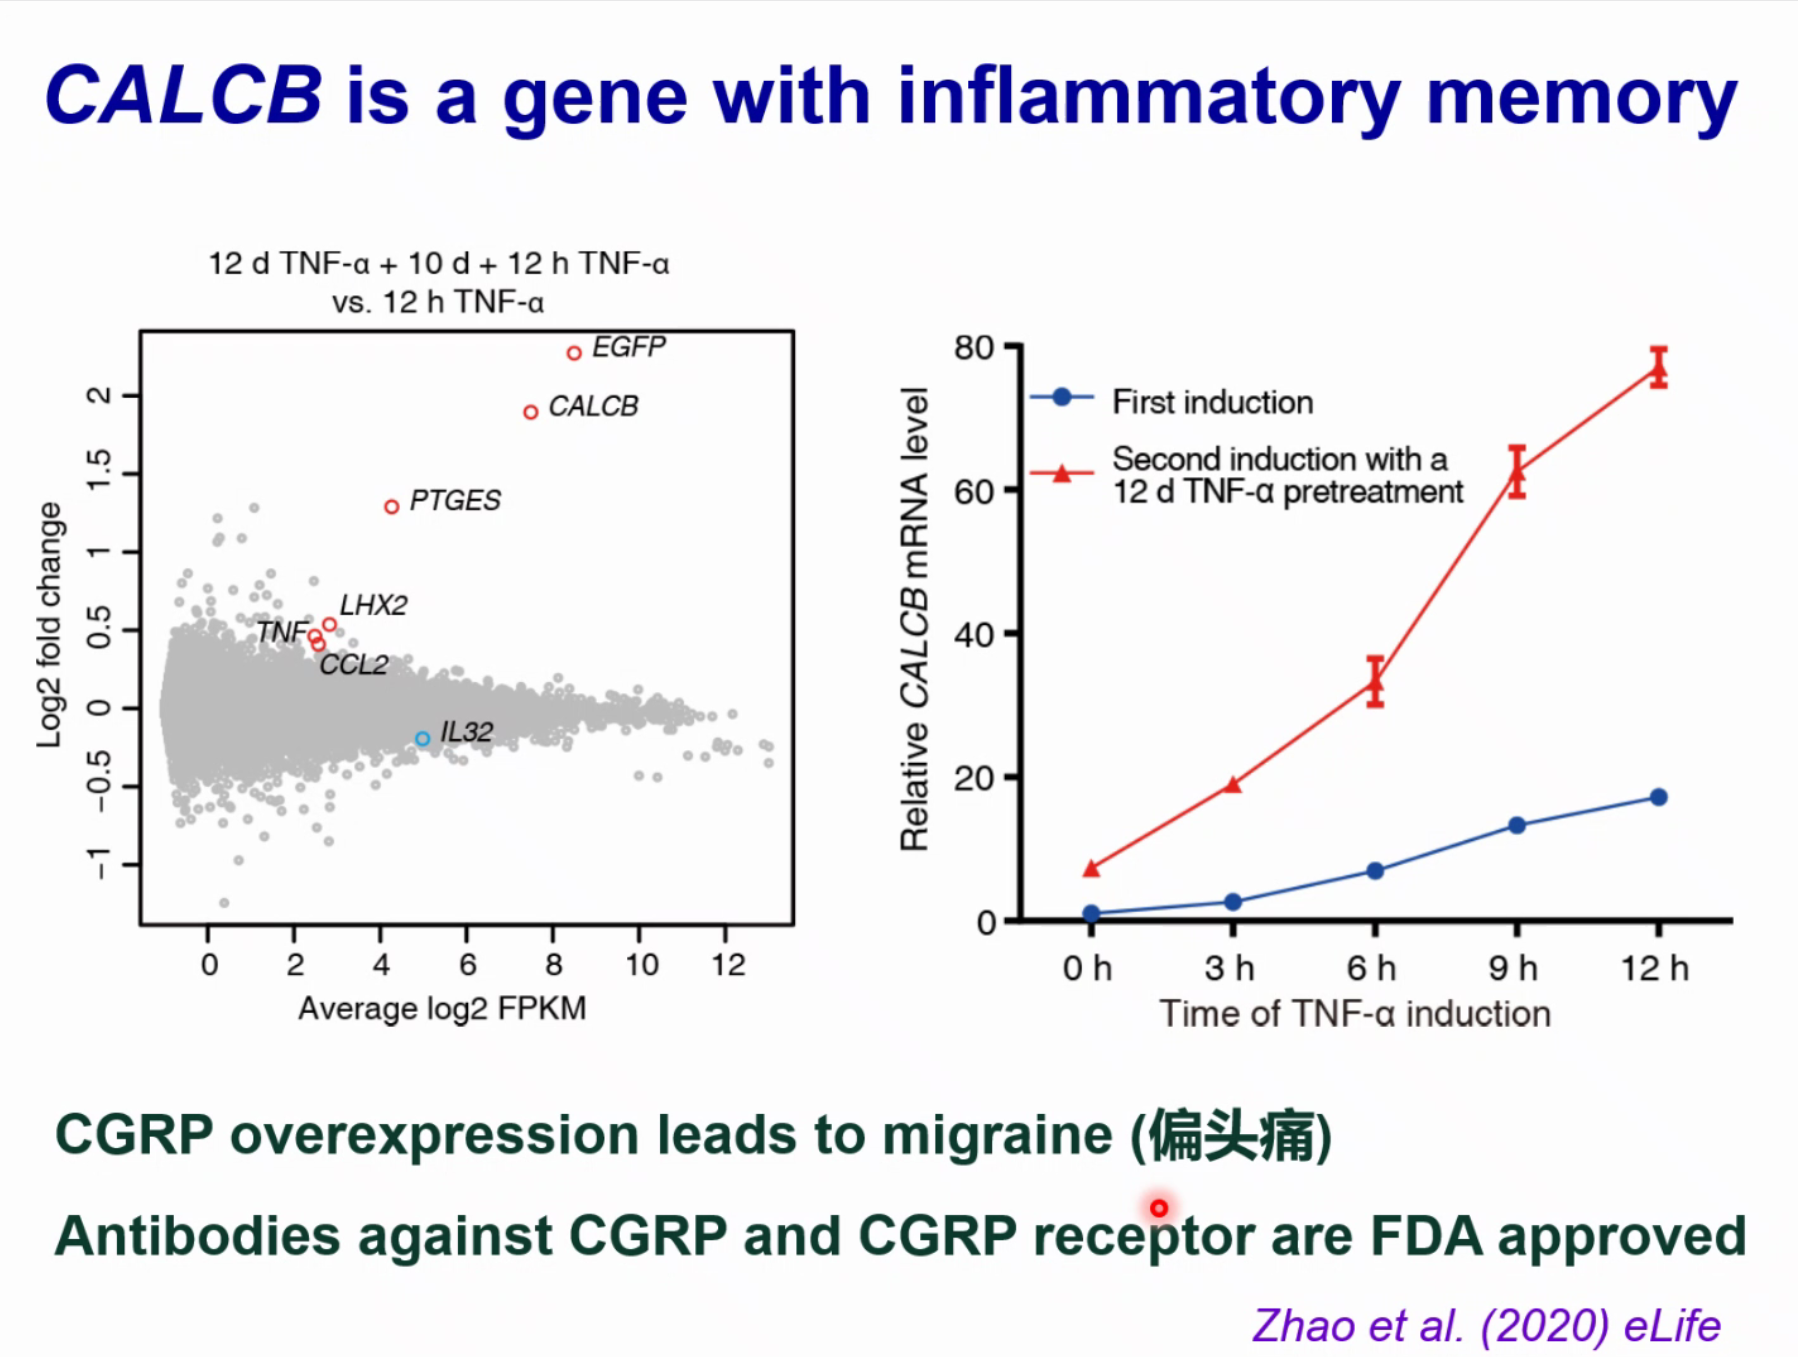 CALCB is a gene with inflammatory memory
12 d TNF-α + 10 d + 12 h TNF-α
vs. 12 h TNF-α
Log2 fold change
2
1.5
1
0.5
0
−0.5
−1
EGFP
CALCB
PTGES
LHX2
TNF
CCL2
IL32
0 2 4 6 8 10 12
Average log2 FPKM
Relative CALCB mRNA level
80
60
40
20
0
First induction
Second induction with a
12 d TNF-α pretreatment
0 h 3 h 6 h 9 h 12 h
Time of TNF-α induction
CGRP overexpression leads to migraine (偏头痛)
Antibodies against CGRP and CGRP receptor are FDA approved
Zhao et al. (2020) eLife